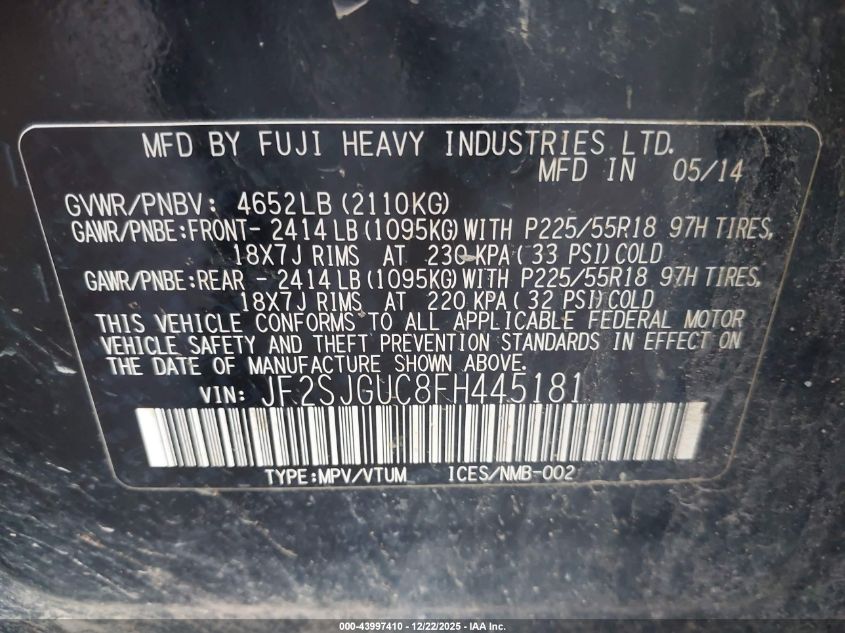 MFD BY FUJI HEAVY INDUSTRIES LTD.
MFD IN 05/14
GVWR/PNBV: 4652LB (2110KG)
GAWR/PNBE:FRONT- 2414 LB (1095KG) WITH P225/55R18 97H TIRES,
18X7J RIMS AT 230 KPA ( 33 PSI) COLD
GAWR/PNBE:REAR - 2414 LB (1095KG) WITH P225/55R18 97H TIRES,
18X7J RIMS AT 220 KPA ( 32 PSI) COLD
THIS VEHICLE CONFORMS TO ALL APPLICABLE FEDERAL MOTOR
VEHICLE SAFETY AND THEFT PREVENTION STANDARDS IN EFFECT ON
THE DATE OF MANUFACTURE SHOWN ABOVE.
VIN: JF2SJGUC8FH445181
TYPE:MPV/VTUM ICES/NMB-002
000-43997410 - 12/22/2025 - IAA Inc.